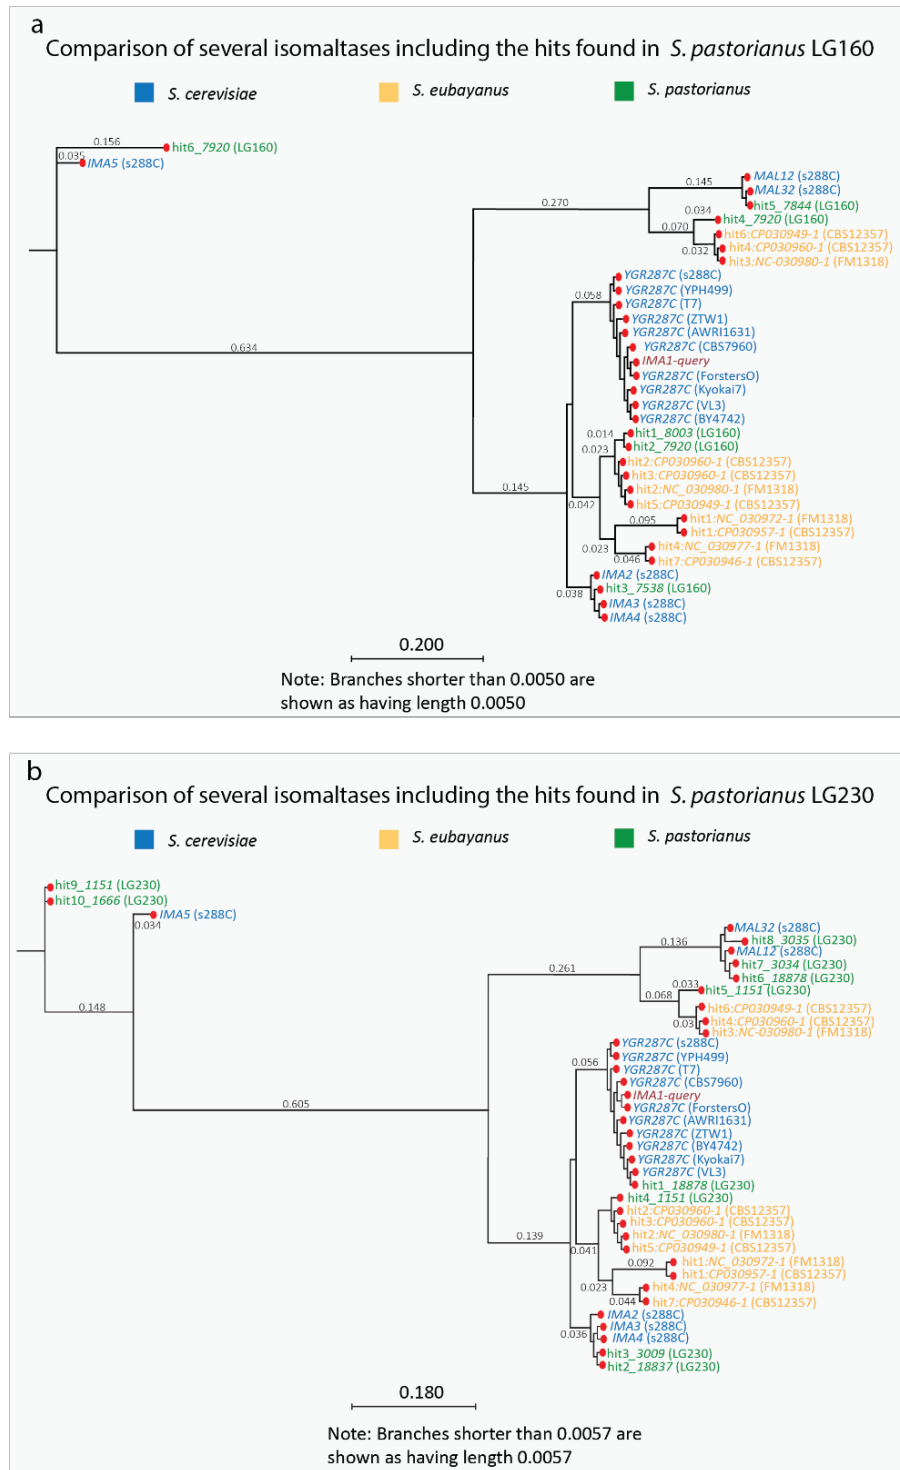 a
Comparison of several isomaltases including the hits found in S. pastorianus LG160
S. cerevisiae
S. eubayanus
S. pastorianus
0.156
hit6_7920 (LG160)
0.035
IMA5 (s288C)
0.634
0.270
0.145
MAL12 (s288C)
MAL32 (s288C)
hit5_7844 (LG160)
0.034
hit4_7920 (LG160)
0.070
hit6:CP030949-1 (CBS12357)
0.032
hit4:CP030960-1 (CBS12357)
hit3:NC-030980-1 (FM1318)
YGR287C (s288C)
0.058
YGR287C (YPH499)
YGR287C (T7)
YGR287C (ZTW1)
YGR287C (AWRI1631)
YGR287C (CBS7960)
IMA1-query
YGR287C (ForstersO)
YGR287C (Kyokai7)
YGR287C (VL3)
YGR287C (BY4742)
0.014
hit1_8003 (LG160)
hit2_7920 (LG160)
0.023
hit2:CP030960-1 (CBS12357)
hit3:CP030960-1 (CBS12357)
0.145
hit2:NC_030980-1 (FM1318)
0.042
hit5:CP030949-1 (CBS12357)
0.095
hit1:NC_030972-1 (FM1318)
hit1:CP030957-1 (CBS12357)
0.023
hit4:NC_030977-1 (FM1318)
0.046
hit7:CP030946-1 (CBS12357)
IMA2 (s288C)
0.038
hit3_7538 (LG160)
IMA3 (s288C)
IMA4 (s288C)
0.200
Note: Branches shorter than 0.0050 are
shown as having length 0.0050
b
Comparison of several isomaltases including the hits found in S. pastorianus LG230
S. cerevisiae
S. eubayanus
S. pastorianus
hit9_1151 (LG230)
hit10_1666 (LG230)
IMA5 (s288C)
0.034
0.148
0.605
0.261
0.136
MAL32 (s288C)
hit8_3035 (LG230)
MAL12 (s288C)
hit7_3034 (LG230)
hit6_18878 (LG230)
0.033
hit5_1151 (LG230)
0.068
hit6:CP030949-1 (CBS12357)
0.03
hit4:CP030960-1 (CBS12357)
hit3:NC-030980-1 (FM1318)
YGR287C (s288C)
0.056
YGR287C (YPH499)
YGR287C (T7)
YGR287C (CBS7960)
IMA1-query
YGR287C (ForstersO)
YGR287C (AWRI1631)
YGR287C (ZTW1)
YGR287C (BY4742)
YGR287C (Kyokai7)
YGR287C (VL3)
hit1_18878 (LG230)
hit4_1151 (LG230)
hit2:CP030960-1 (CBS12357)
hit3:CP030960-1 (CBS12357)
0.139
hit2:NC_030980-1 (FM1318)
0.041
hit5:CP030949-1 (CBS12357)
0.092
hit1:NC_030972-1 (FM1318)
hit1:CP030957-1 (CBS12357)
0.023
hit4:NC_030977-1 (FM1318)
0.044
hit7:CP030946-1 (CBS12357)
IMA2 (s288C)
0.036
IMA3 (s288C)
IMA4 (s288C)
hit3_3009 (LG230)
hit2_18837 (LG230)
0.180
Note: Branches shorter than 0.0057 are
shown as having length 0.0057